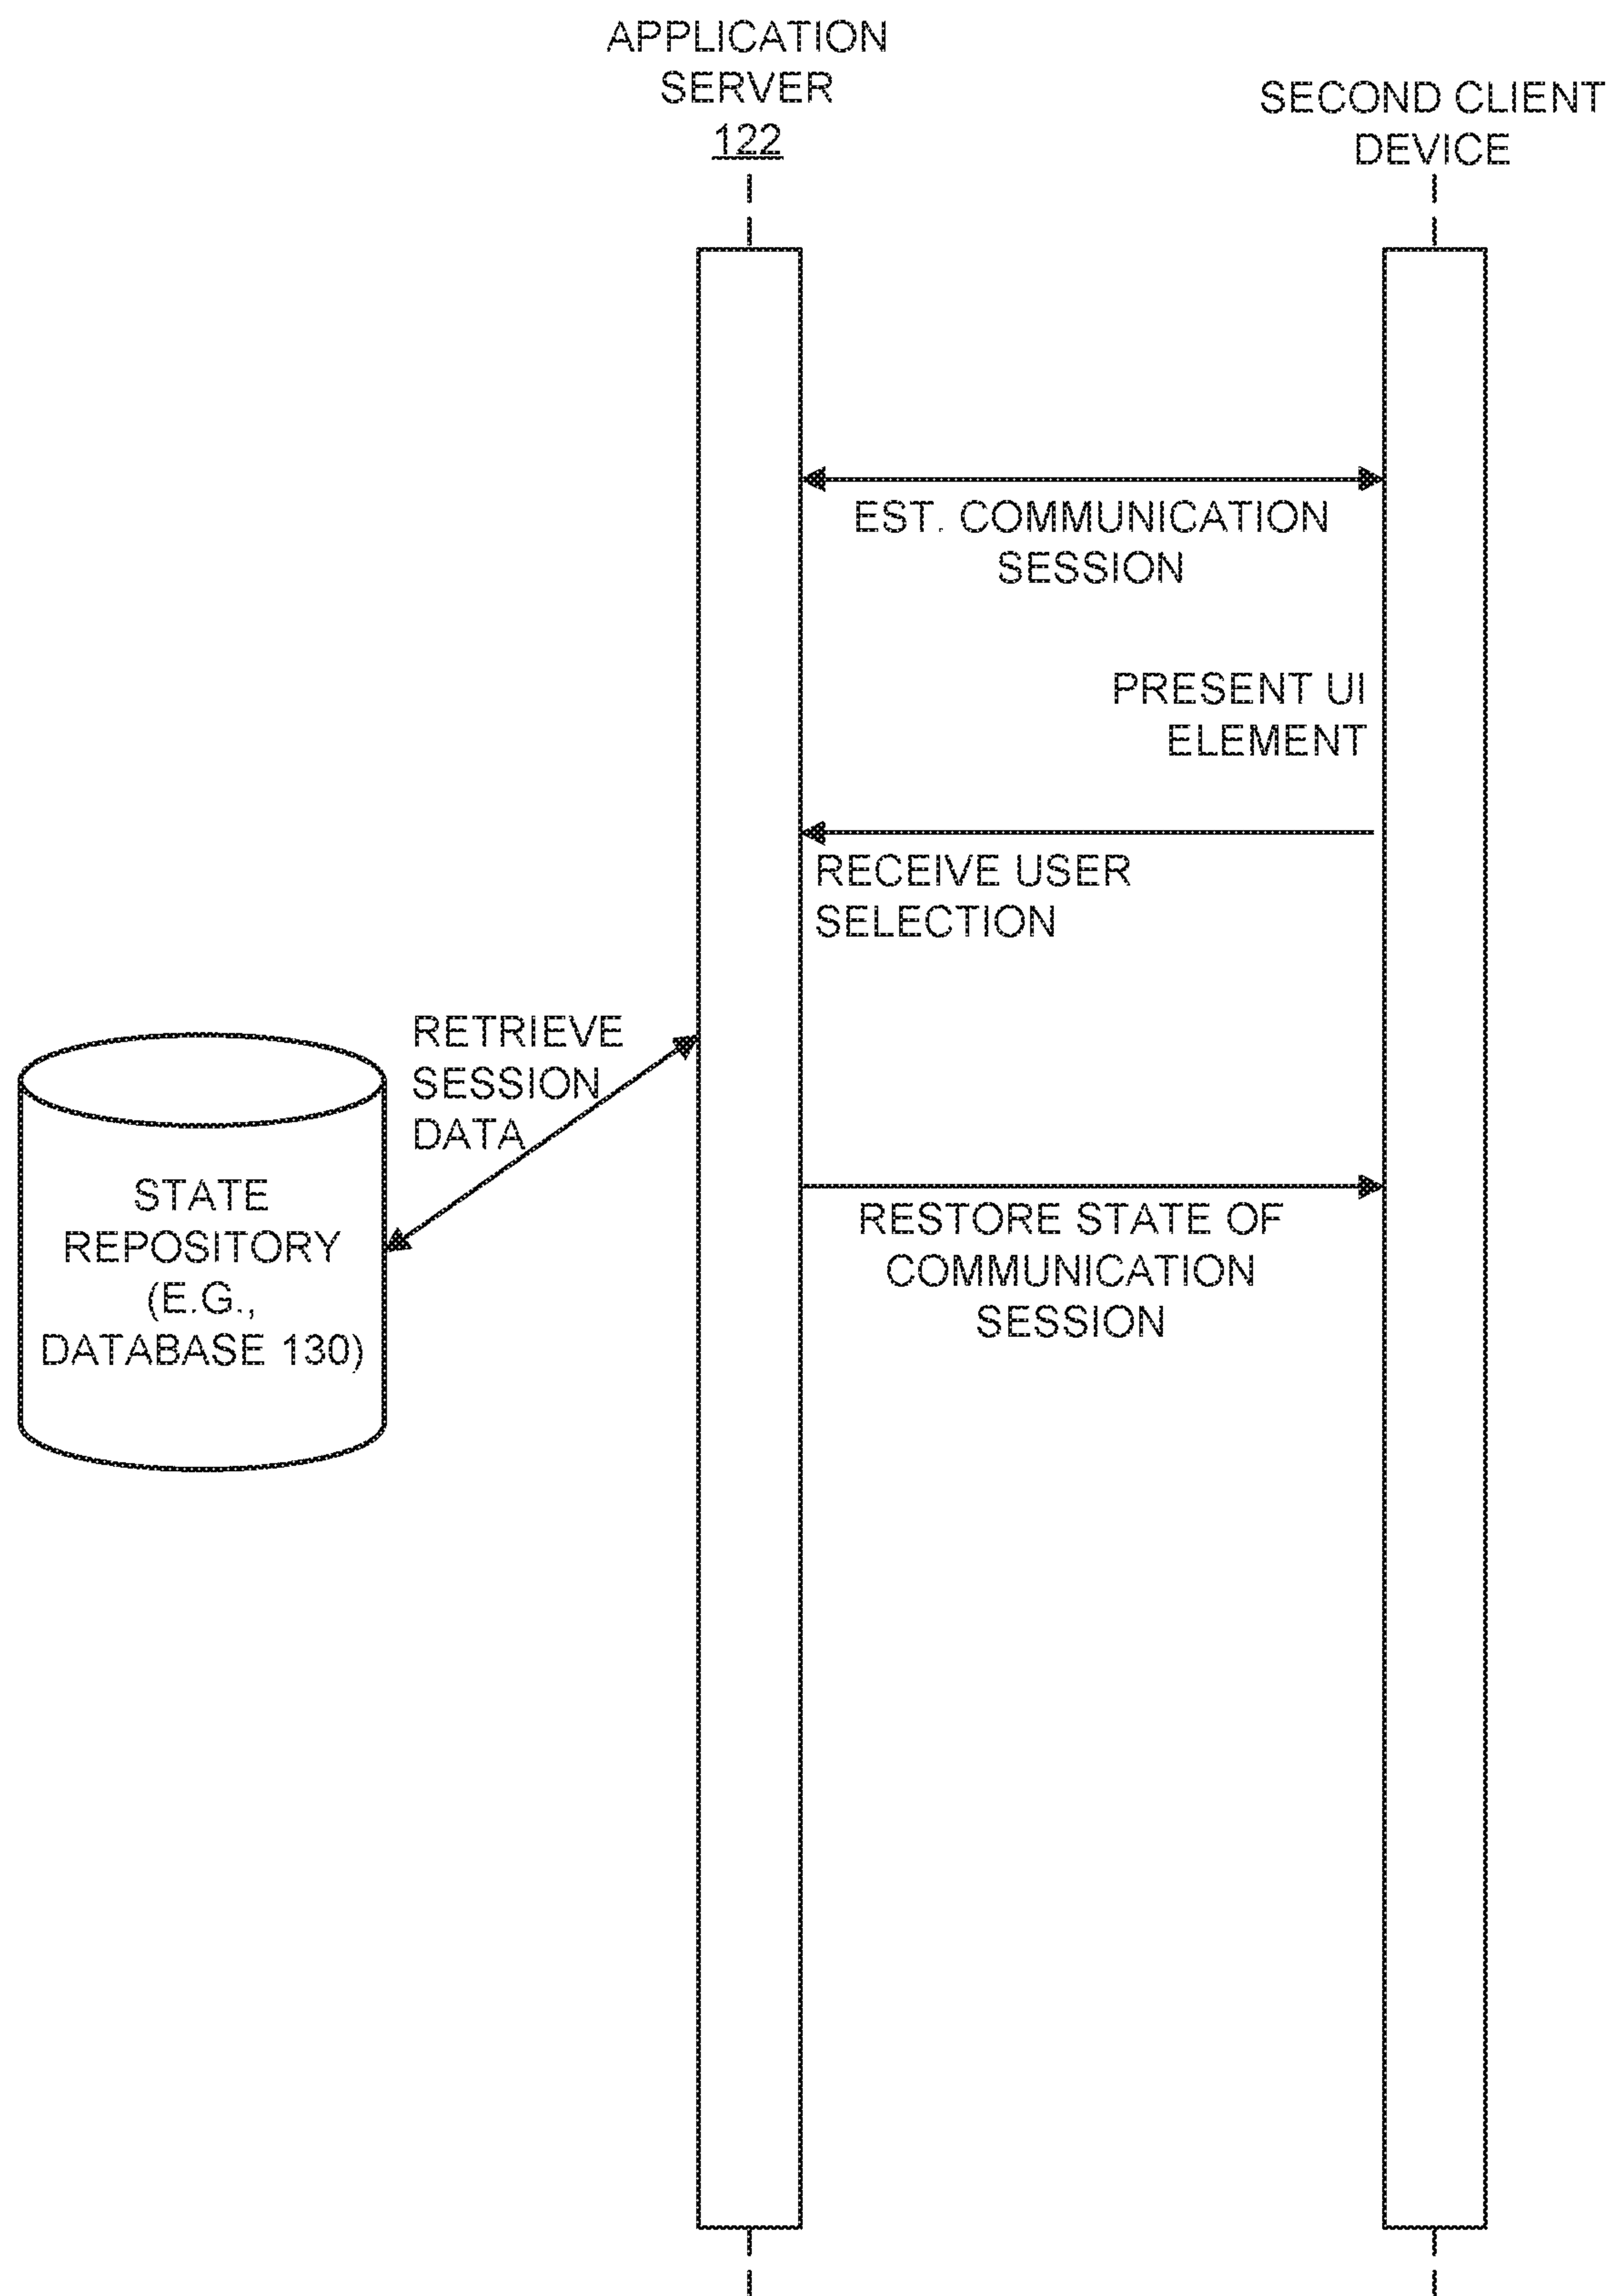 APPLICATION
SERVER
122
SECOND CLIENT
DEVICE
EST. COMMUNICATION
SESSION
PRESENT UI
ELEMENT
RECEIVE USER
SELECTION
RETRIEVE
SESSION
DATA
STATE
REPOSITORY
(E.G.,
DATABASE 130)
RESTORE STATE OF
COMMUNICATION
SESSION